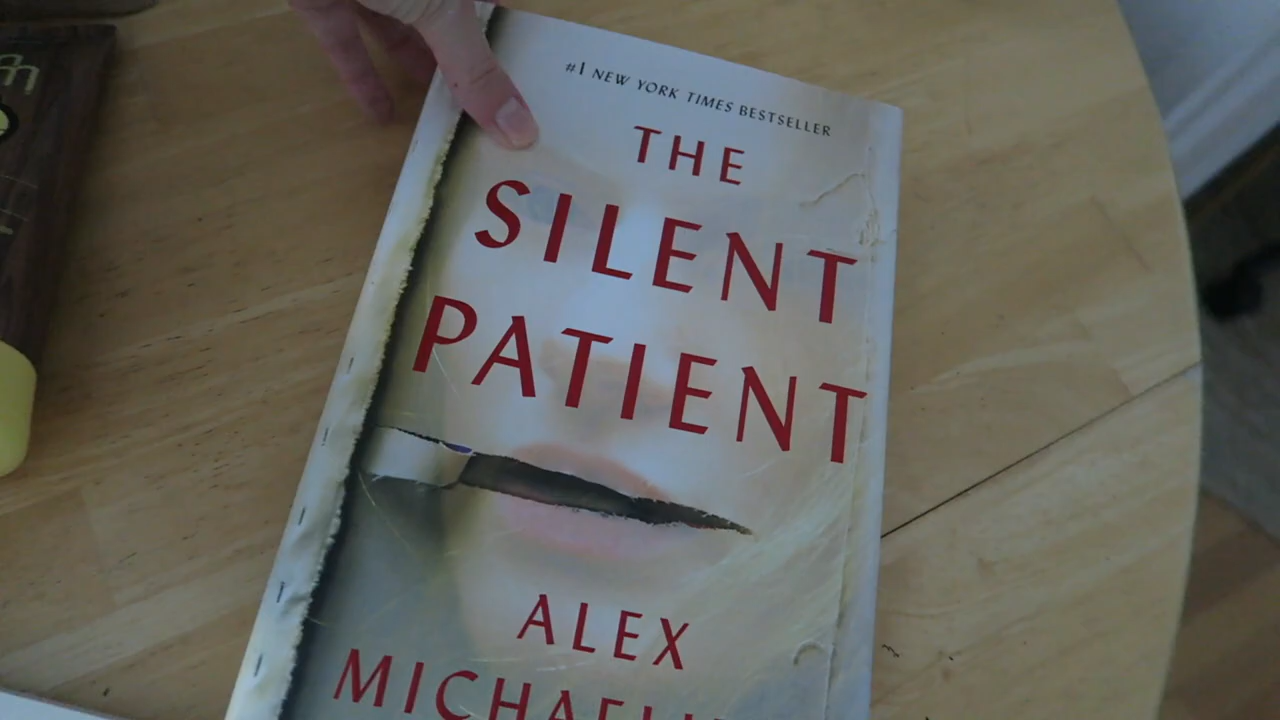 #1 NEW YORK TIMES BESTSELLER
THE
SILENT
PATIENT
ALEX